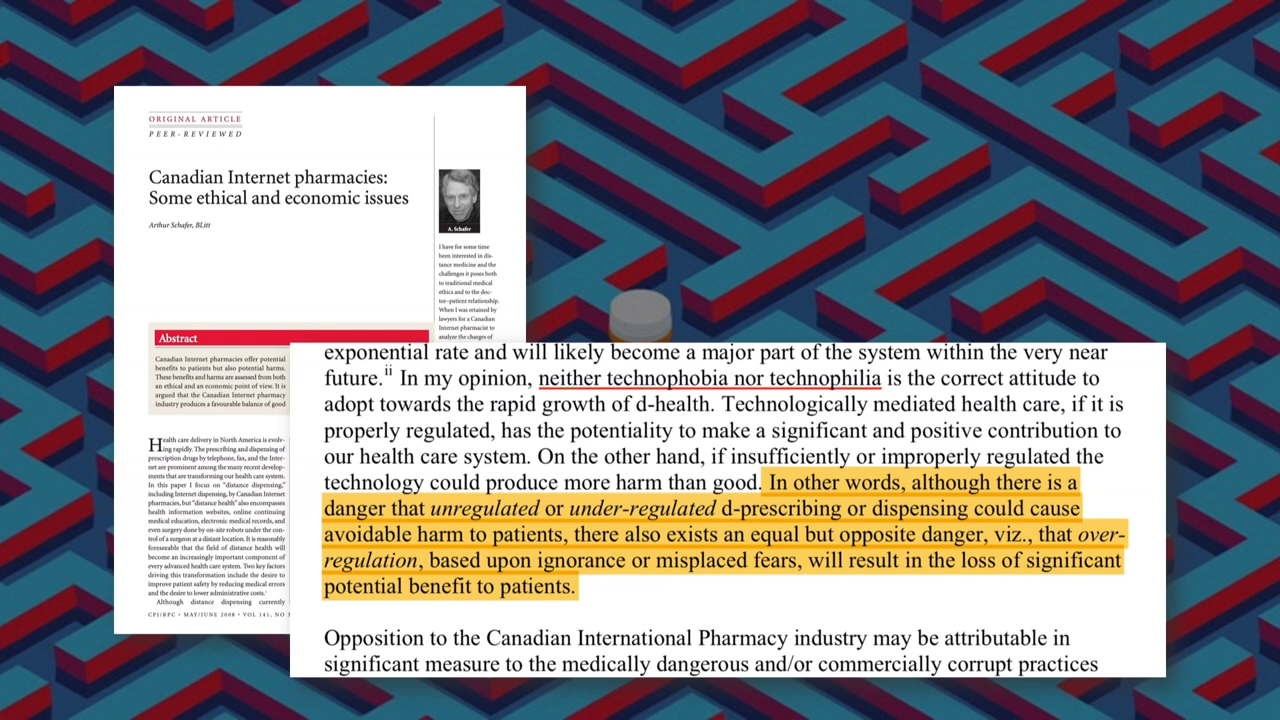 ORIGINAL ARTICLE
PEER-REVIEWED
Canadian Internet pharmacies:
Some ethical and economic issues
Arthur Schafer, BLitt
A. Schafer
I have for some time
been interested in dis-
tance medicine and the
challenges it poses both
to traditional medical
ethics and to the doc-
tor–patient relationship.
When I was retained by
lawyers for a Canadian
Internet pharmacist to
analyse the charges of
Abstract
Canadian Internet pharmacies offer potential
benefits to patients but also potential harms.
These benefits and harms are assessed from both
an ethical and an economic point of view. It is
argued that the Canadian Internet pharmacy
industry produces a favourable balance of good
Health care delivery in North America is evolv-
ing rapidly. The prescribing and dispensing of
prescription drugs by telephone, fax, and the Inter-
net are prominent among the many recent develop-
ments that are transforming our health care system.
In this paper I focus on “distance dispensing,”
including Internet dispensing, by Canadian Internet
pharmacies, but “distance health” also encompasses
health information websites, online continuing
medical education, electronic medical records, and
even surgery done by on-site robots under the con-
trol of a surgeon at a distant location. It is reasonably
foreseeable that the field of distance health will
become an increasingly important component of
every advanced health care system. Two key factors
driving this transformation include the desire to
improve patient safety by reducing medical errors
and the desire to lower administrative costs.¹
Although distance dispensing currently
CPJ/RPC • MAY/JUNE 2008 • VOL 141, NO 3
exponential rate and will likely become a major part of the system within the very near
future.ii In my opinion, neither technophobia nor technophilia is the correct attitude to
adopt towards the rapid growth of d-health. Technologically mediated health care, if it is
properly regulated, has the potentiality to make a significant and positive contribution to
our health care system. On the other hand, if insufficiently or improperly regulated the
technology could produce more harm than good. In other words, although there is a
danger that unregulated or under-regulated d-prescribing or dispensing could cause
avoidable harm to patients, there also exists an equal but opposite danger, viz., that over-
regulation, based upon ignorance or misplaced fears, will result in the loss of significant
potential benefit to patients.
Opposition to the Canadian International Pharmacy industry may be attributable in
significant measure to the medically dangerous and/or commercially corrupt practices